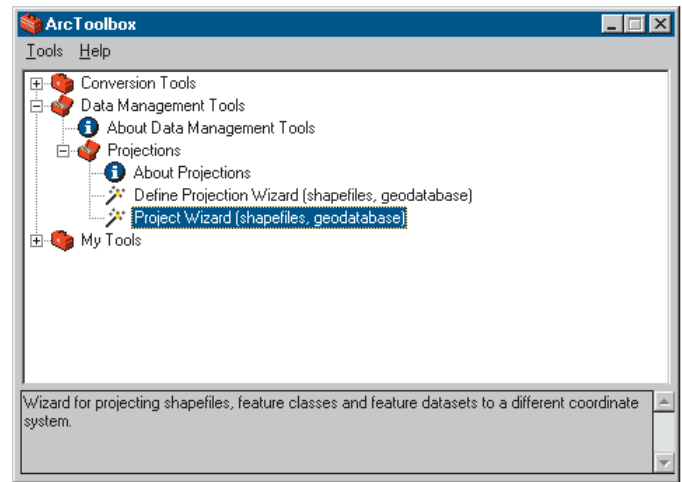 ArcToolbox
Tools Help
Conversion Tools
Data Management Tools
About Data Management Tools
Projections
About Projections
Define Projection Wizard (shapefiles, geodatabase)
Project Wizard (shapefiles, geodatabase)
My Tools
Wizard for projecting shapefiles, feature classes and feature datasets to a different coordinate
system.